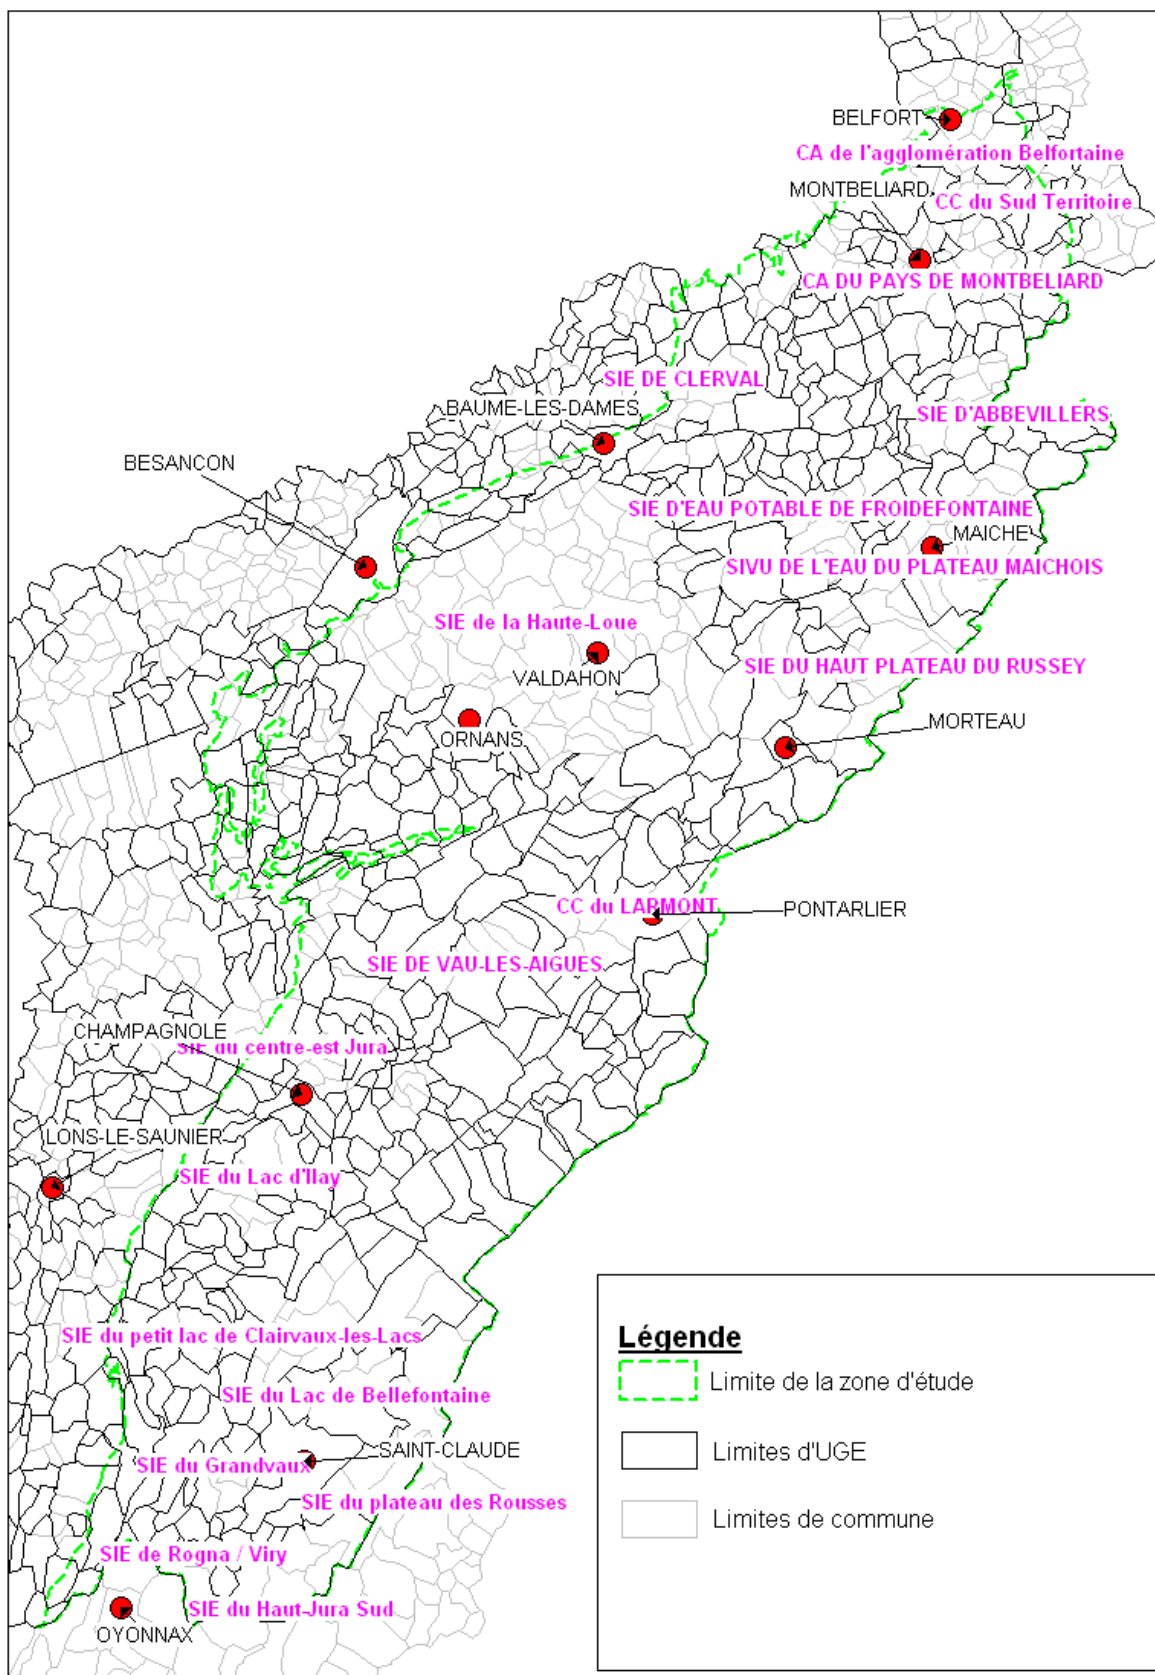 BELFORT
CA de l'agglomération Belfortaine
MONTBELIARD
CC du Sud Territoire
CA DU PAYS DE MONTBELIARD
SIE DE CLERVAL
BAUME-LES-DAMES
SIE D'ABBEVILLERS
BESANCON
SIE D'EAU POTABLE DE FROIDEFONTAINE
MAICHE
SIVU DE L'EAU DU PLATEAU MAICHOIS
SIE de la Haute-Loue
VALDAHON
SIE DU HAUT PLATEAU DU RUSSEY
ORNANS
MORTEAU
CC du LARMONT
PONTARLIER
SIE DE VAU-LES-AIGUES
CHAMPAGNOLE
SIE du centre-est Jura
LONS-LE-SAUNIER
SIE du Lac d'Ilay
SIE du petit lac de Clairvaux-les-Lacs
SIE du Lac de Bellefontaine
SAINT-CLAUDE
SIE du Grandvaux
SIE du plateau des Rousses
SIE de Rogna / Viry
SIE du Haut-Jura Sud
OYONNAX
Légende
Limite de la zone d'étude
Limites d'UGE
Limites de commune